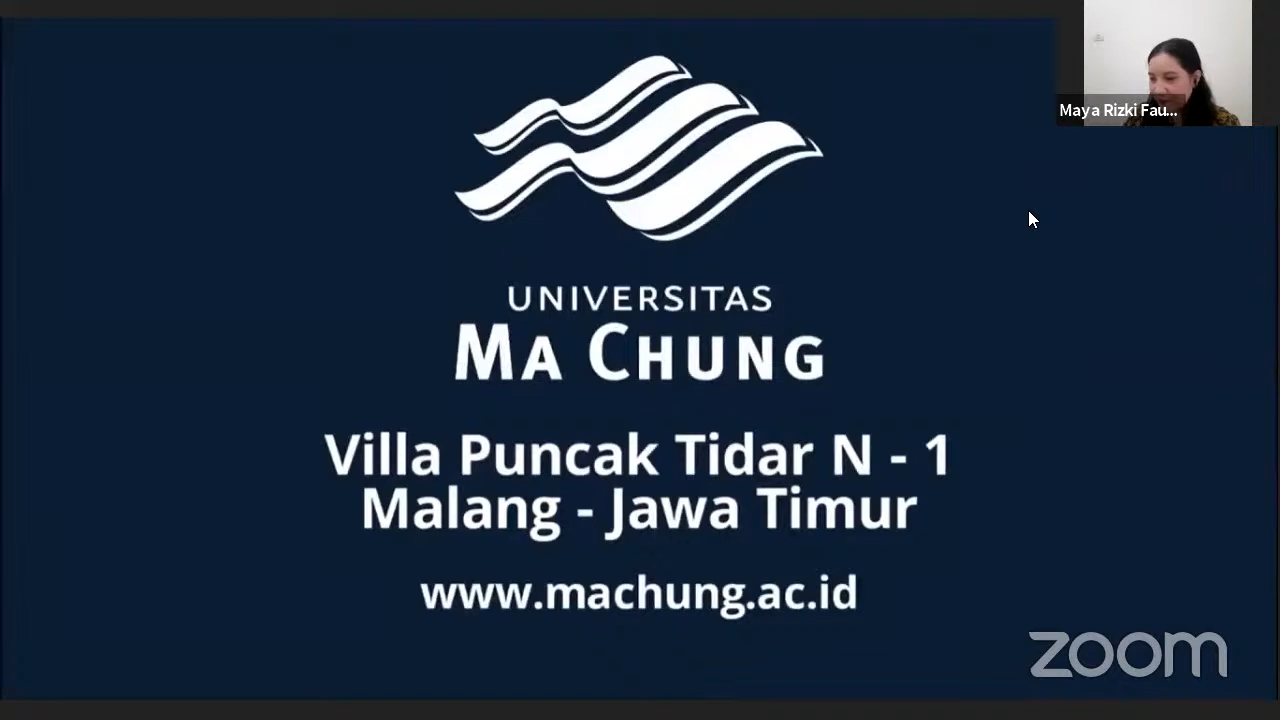 Maya Rizki Fau...
UNIVERSITAS
MA CHUNG
Villa Puncak Tidar N - 1
Malang - Jawa Timur
www.machung.ac.id
zoom